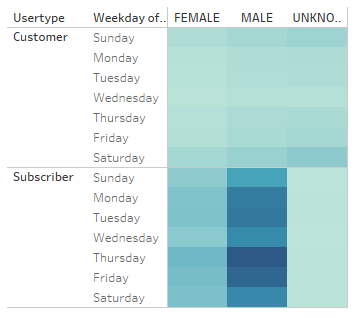 Usertype Weekday of.. FEMALE MALE UNKNO..
Customer Sunday
Monday
Tuesday
Wednesday
Thursday
Friday
Saturday
Subscriber Sunday
Monday
Tuesday
Wednesday
Thursday
Friday
Saturday